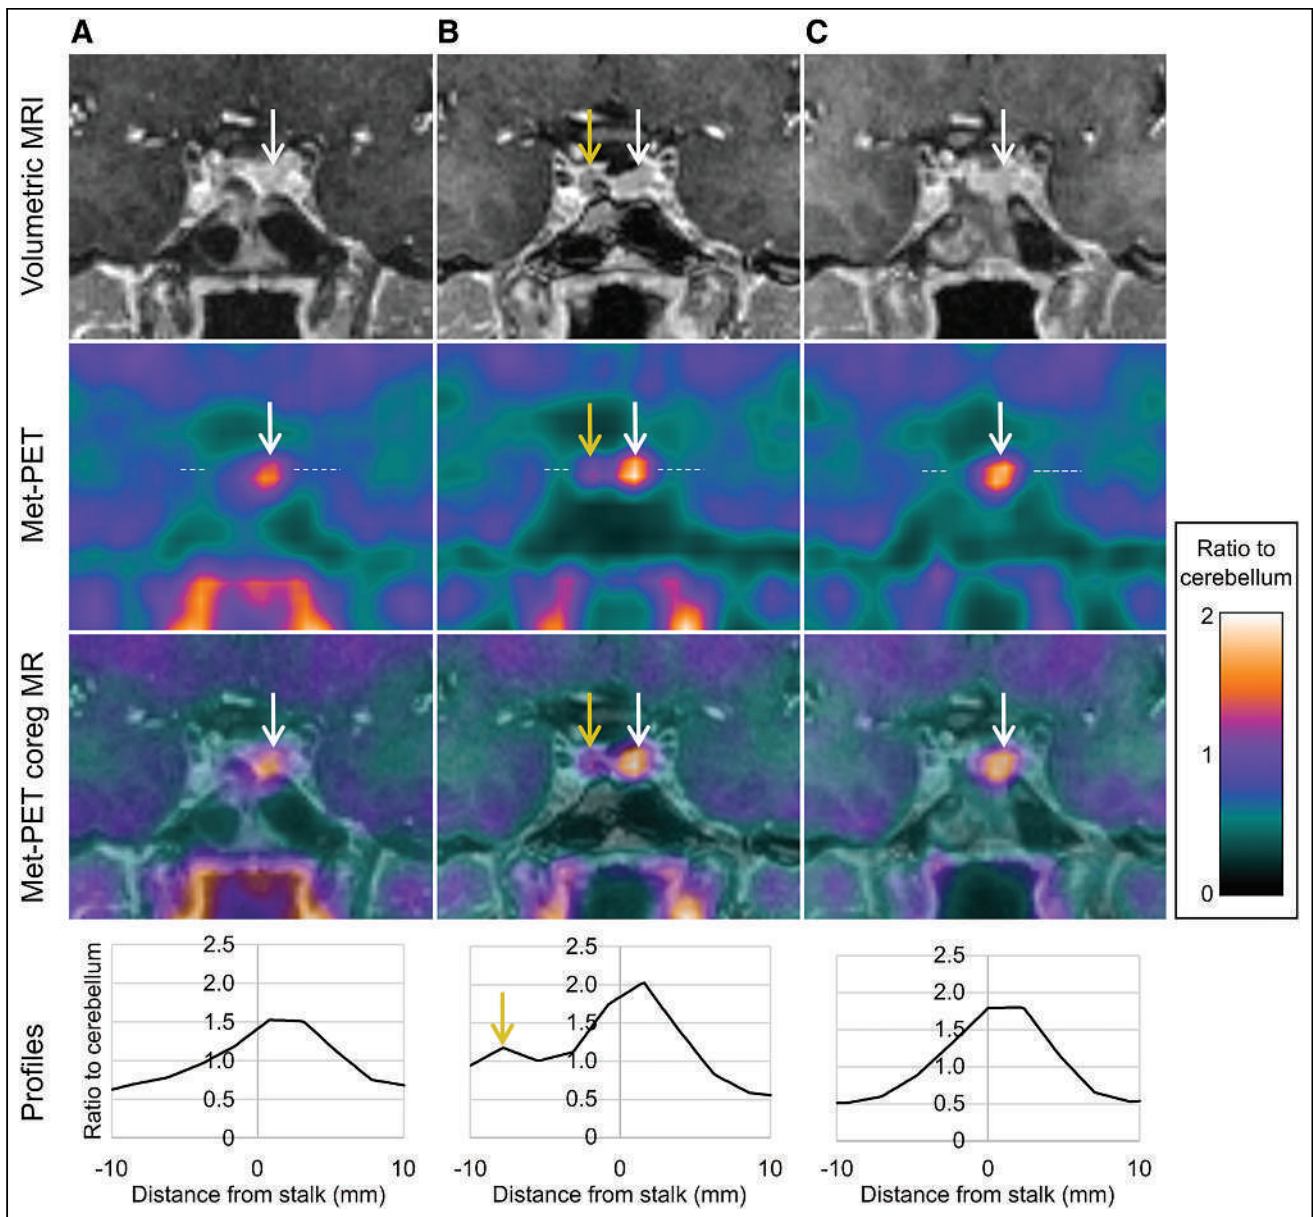 A
B
C
Volumetric MRI
Met-PET
Ratio to
cerebellum
2
1
0
Met-PET coreg MR
Profiles
Ratio to cerebellum
2.5
2.0
1.5
1.0
0.5
0
-10
0
10
Distance from stalk (mm)
2.5
2.0
1.5
1.0
0.5
0
-10
0
10
Distance from stalk (mm)
2.5
2.0
1.5
1.0
0.5
0
-10
0
10
Distance from stalk (mm)